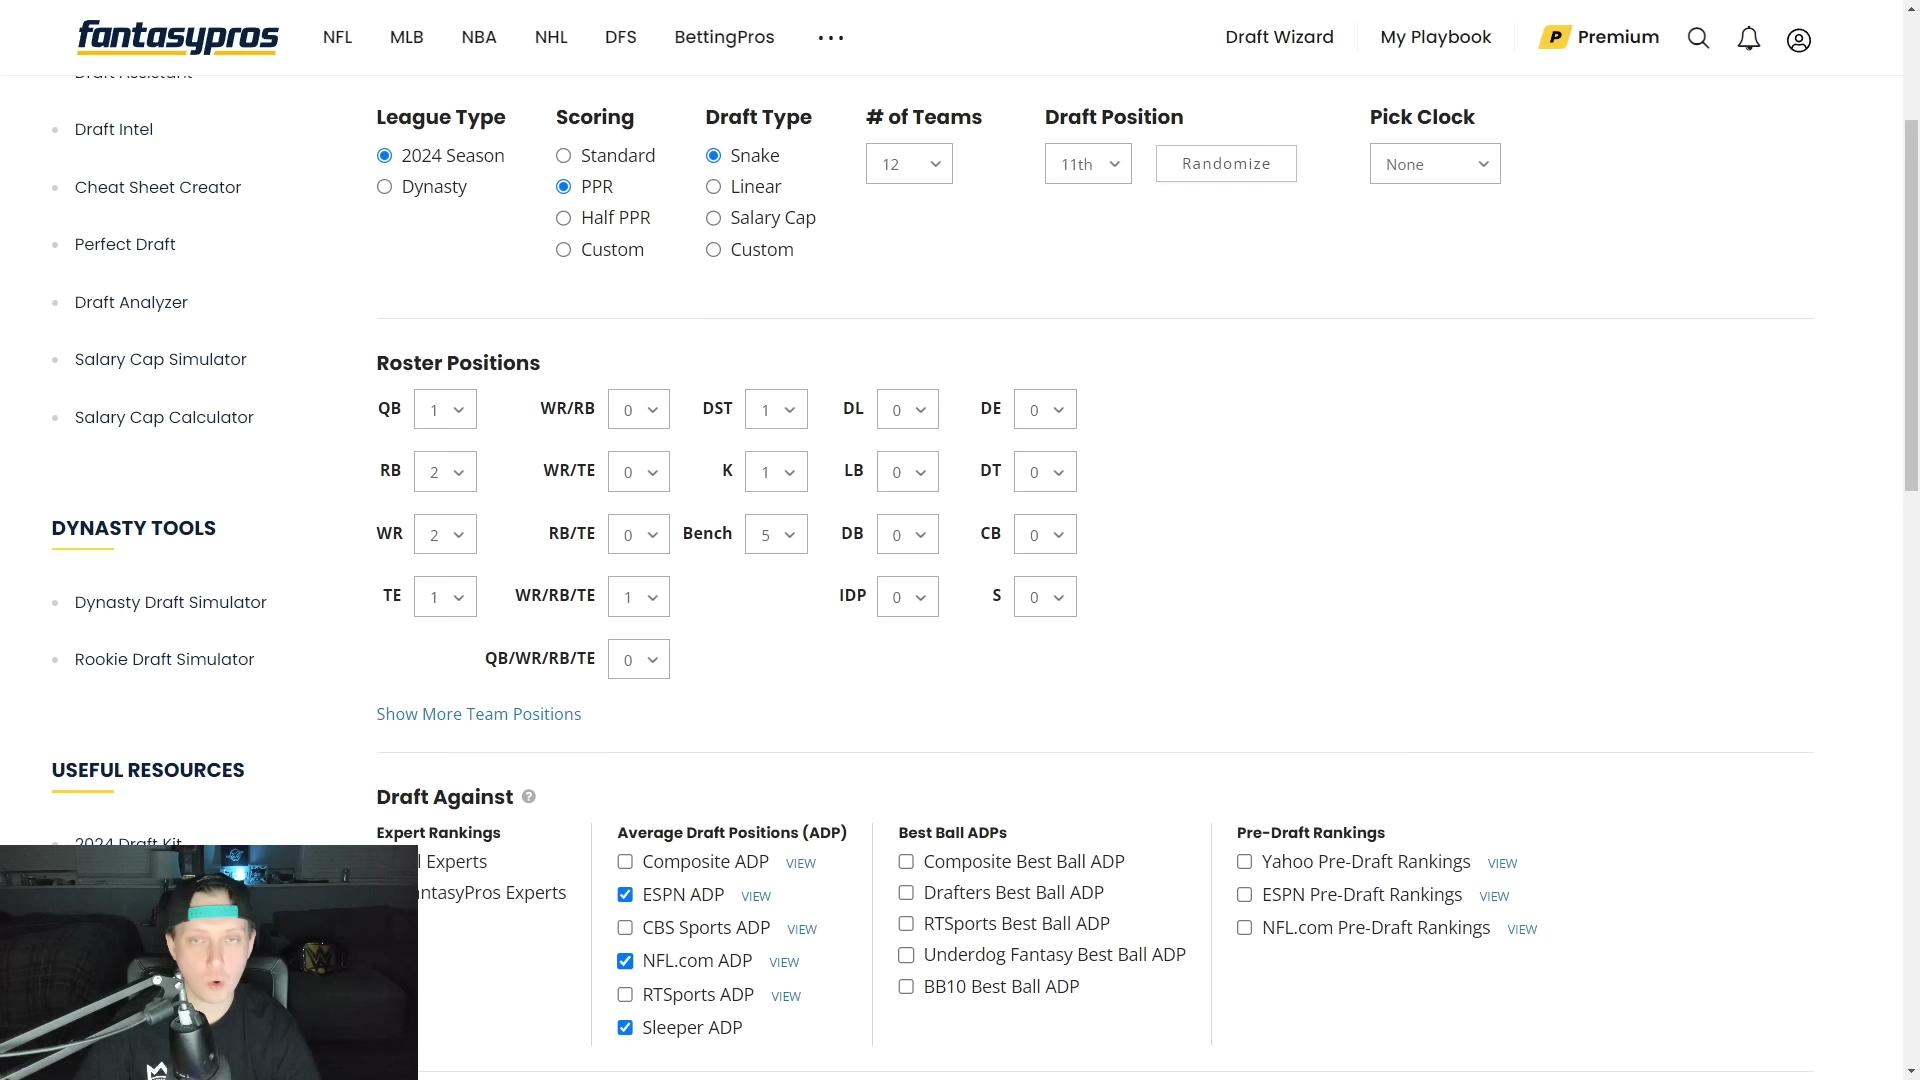 fantasypros
NFL MLB NBA NHL DFS BettingPros ...
Draft Wizard My Playbook P Premium
Draft Assistant
Draft Intel
Cheat Sheet Creator
Perfect Draft
Draft Analyzer
Salary Cap Simulator
Salary Cap Calculator
DYNASTY TOOLS
Dynasty Draft Simulator
Rookie Draft Simulator
USEFUL RESOURCES
2024 Draft Kit
League Type
2024 Season
Dynasty
Scoring
Standard
PPR
Half PPR
Custom
Draft Type
Snake
Linear
Salary Cap
Custom
# of Teams
12
Draft Position
11th Randomize
Pick Clock
None
Roster Positions
QB 1 WR/RB 0 DST 1 DL 0 DE 0
RB 2 WR/TE 0 K 1 LB 0 DT 0
WR 2 RB/TE 0 Bench 5 DB 0 CB 0
TE 1 WR/RB/TE 1 IDP 0 S 0
QB/WR/RB/TE 0
Show More Team Positions
Draft Against ?
Expert Rankings
Experts
Experts
Average Draft Positions (ADP)
Composite ADP VIEW
ESPN ADP VIEW
CBS Sports ADP VIEW
NFL.com ADP VIEW
RTSports ADP VIEW
Sleeper ADP
Best Ball ADPs
Composite Best Ball ADP
Drafters Best Ball ADP
RTSports Best Ball ADP
Underdog Fantasy Best Ball ADP
BB10 Best Ball ADP
Pre-Draft Rankings
Yahoo Pre-Draft Rankings VIEW
ESPN Pre-Draft Rankings VIEW
NFL.com Pre-Draft Rankings VIEW